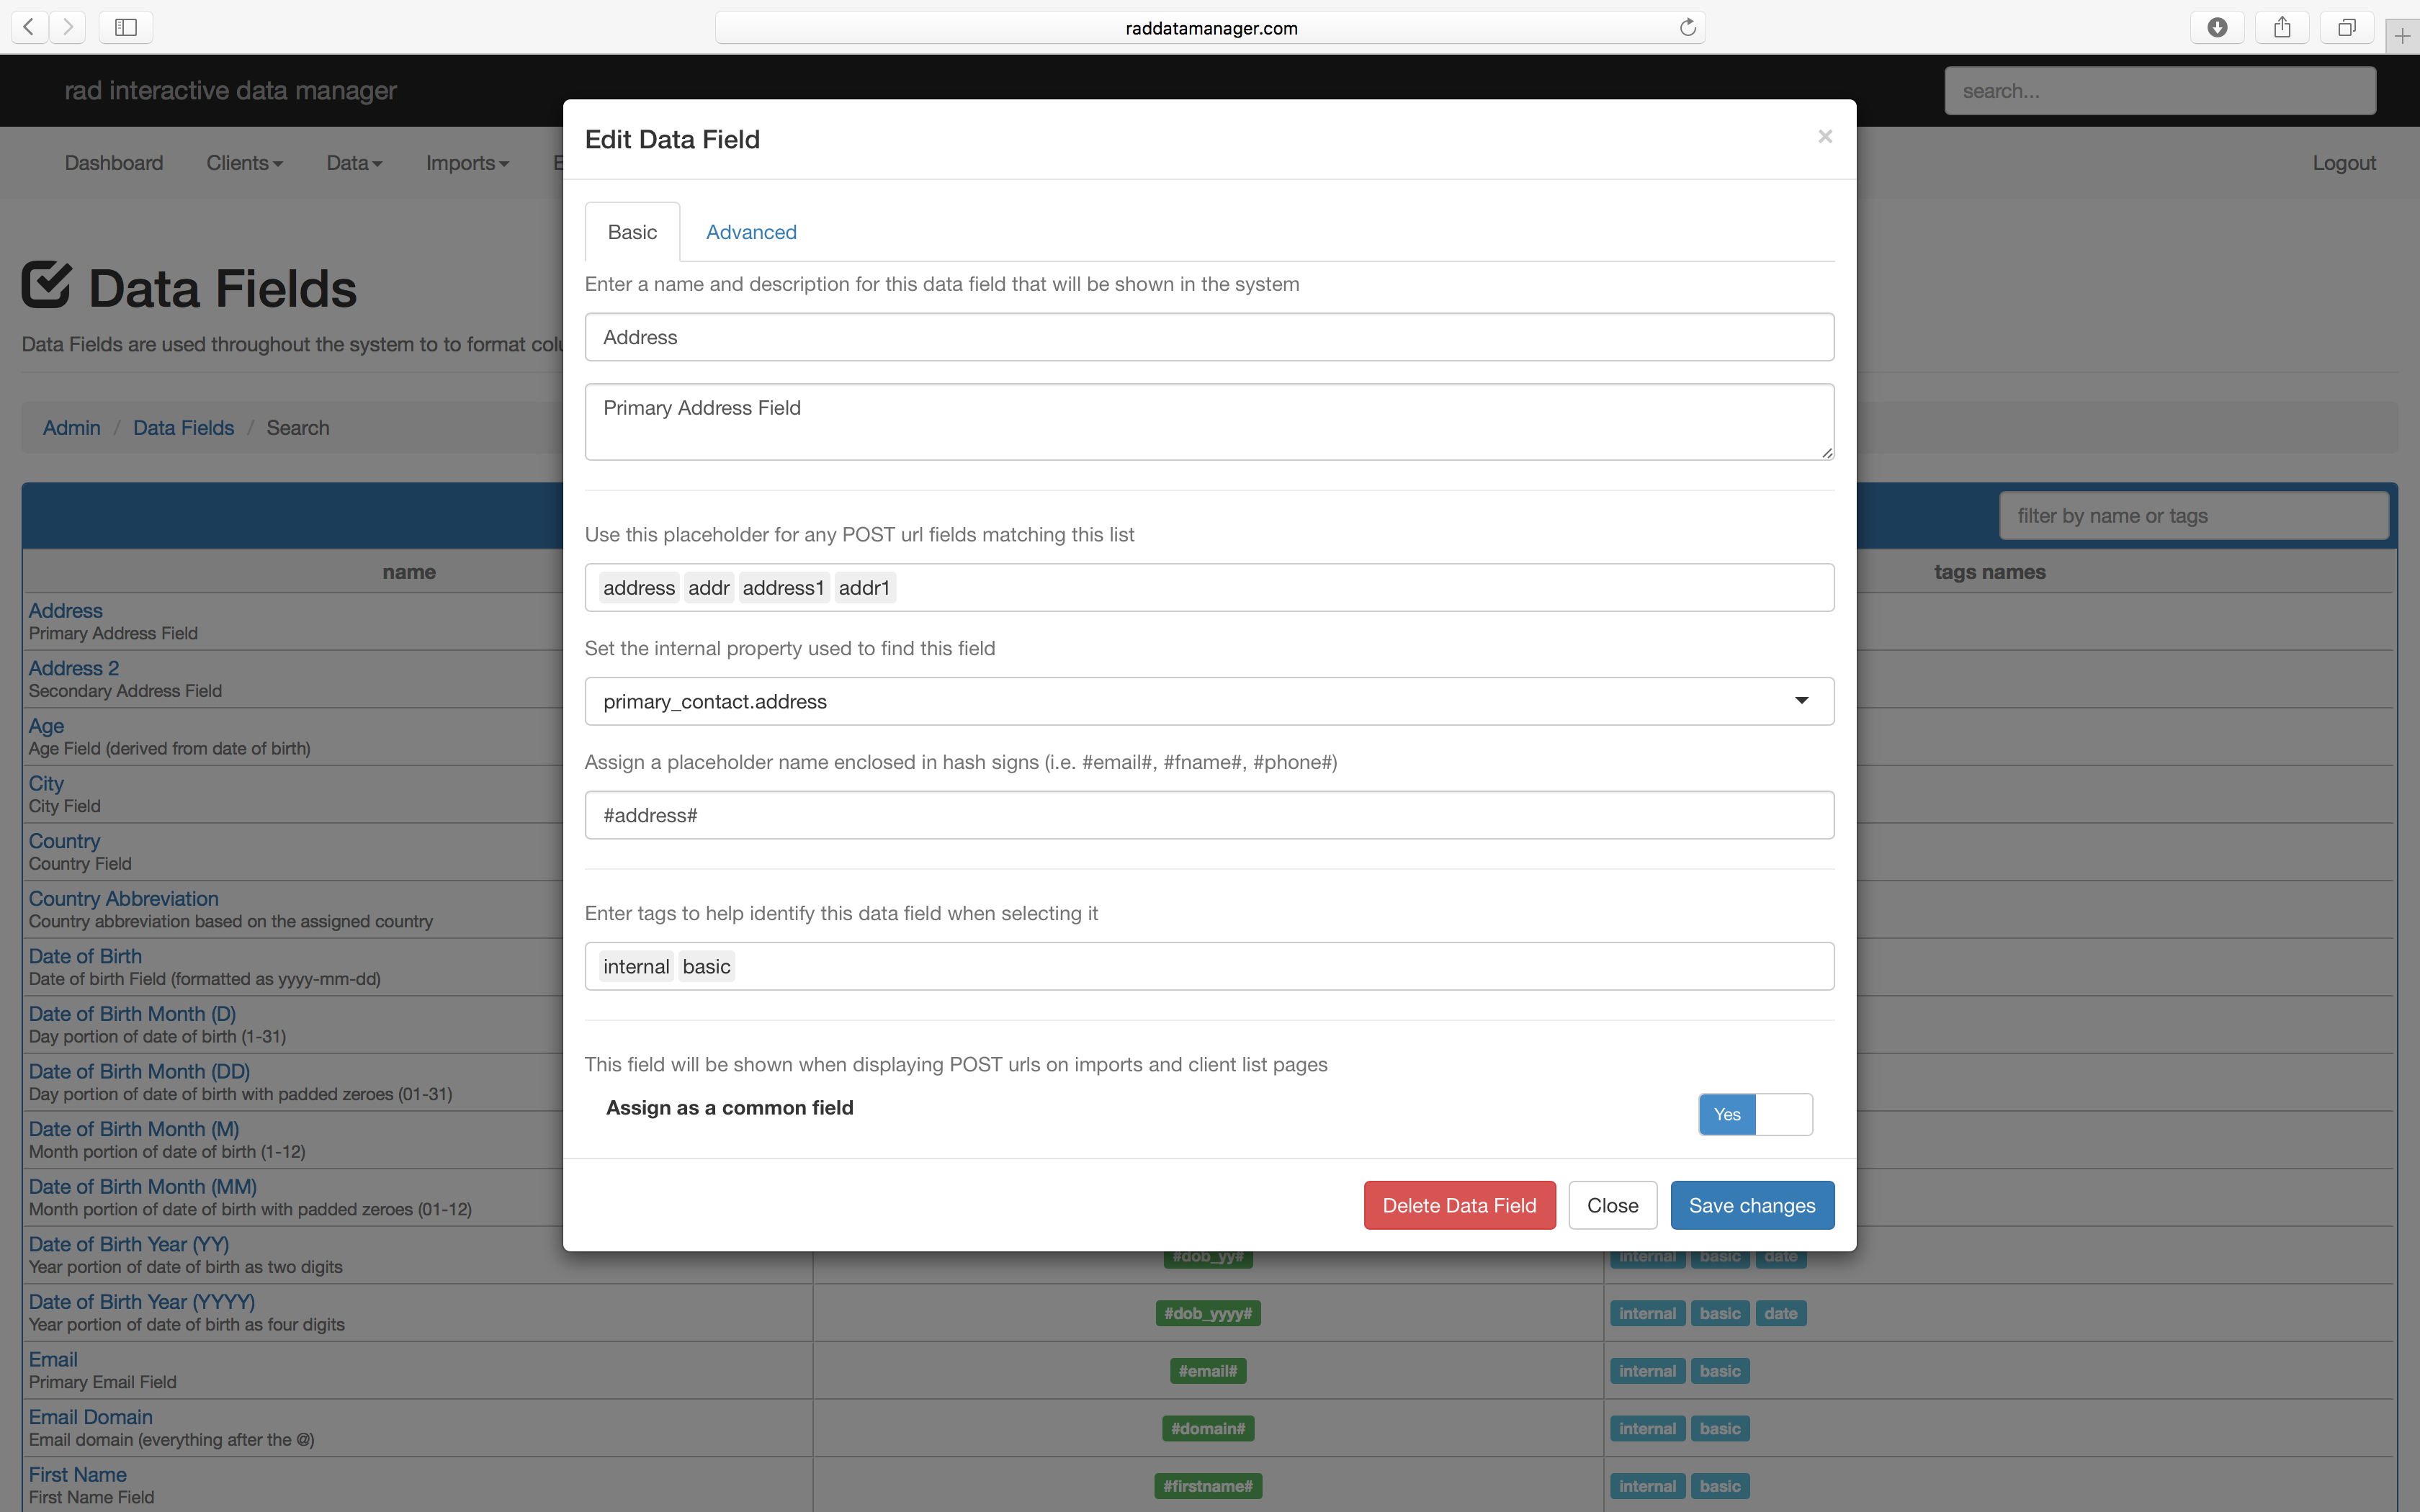 raddatamanager.com
rad interactive data manager
search...
Dashboard Clients Data Imports E Logout
Edit Data Field ×
Basic Advanced
Data Fields
Data Fields are used throughout the system to to format colu
Admin / Data Fields / Search
filter by name or tags
name tags names
Enter a name and description for this data field that will be shown in the system
Address
Primary Address Field
Use this placeholder for any POST url fields matching this list
address addr address1 addr1
Set the internal property used to find this field
primary_contact.address
Assign a placeholder name enclosed in hash signs (i.e. #email#, #fname#, #phone#)
#address#
Enter tags to help identify this data field when selecting it
internal basic
This field will be shown when displaying POST urls on imports and client list pages
Assign as a common field Yes
Delete Data Field Close Save changes
Address
Primary Address Field
Address 2
Secondary Address Field
Age
Age Field (derived from date of birth)
City
City Field
Country
Country Field
Country Abbreviation
Country abbreviation based on the assigned country
Date of Birth
Date of birth Field (formatted as yyyy-mm-dd)
Date of Birth Month (D)
Day portion of date of birth (1-31)
Date of Birth Month (DD)
Day portion of date of birth with padded zeroes (01-31)
Date of Birth Month (M)
Month portion of date of birth (1-12)
Date of Birth Month (MM)
Month portion of date of birth with padded zeroes (01-12)
Date of Birth Year (YY) #dob_yy# internal basic date
Year portion of date of birth as two digits
Date of Birth Year (YYYY) #dob_yyyy# internal basic date
Year portion of date of birth as four digits
Email #email# internal basic
Primary Email Field
Email Domain #domain# internal basic
Email domain (everything after the @)
First Name #firstname# internal basic
First Name Field